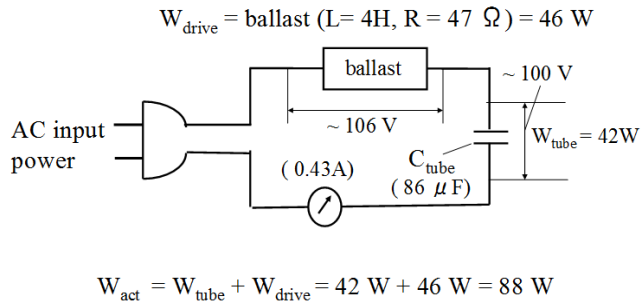 W_drive = ballast (L= 4H, R = 47 Ω) = 46 W
ballast
~ 100 V
~ 106 V
AC input
power
W_tube = 42W
C_tube
( 0.43A)
( 86 μF)
W_act = W_tube + W_drive = 42 W + 46 W = 88 W